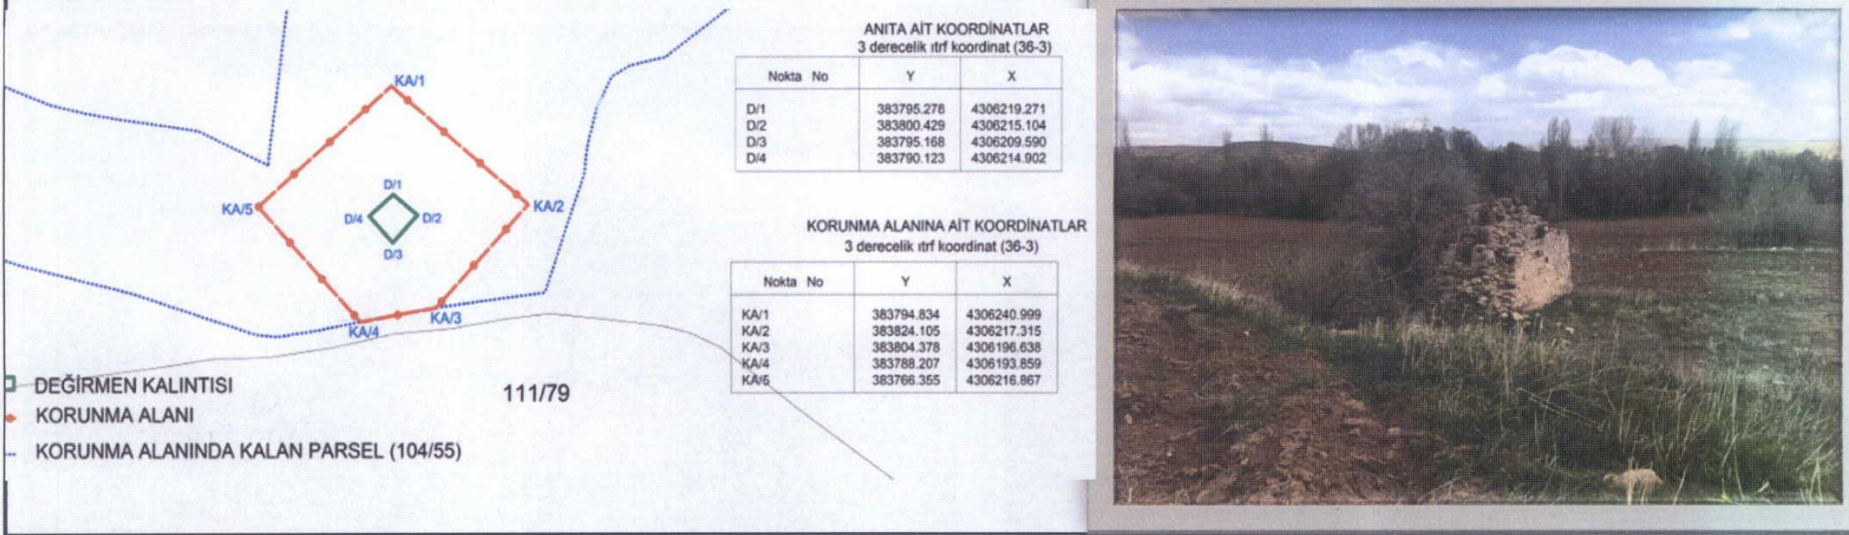 KA/1
KA/2
KA/3
KA/4
KA/5
D/1
D/2
D/3
D/4
DEĞİRMEN KALINTISI
KORUNMA ALANI
KORUNMA ALANINDA KALAN PARSEL (104/55)
111/79
ANITA AİT KOORDİNATLAR
3 derecelik ıtrf koordinat (36-3)
Nokta No Y X
D/1 383795.278 4306219.271
D/2 383800.429 4306215.104
D/3 383795.168 4306209.590
D/4 383790.123 4306214.902
KORUNMA ALANINA AİT KOORDİNATLAR
3 derecelik ıtrf koordinat (36-3)
Nokta No Y X
KA/1 383794.834 4306240.999
KA/2 383824.105 4306217.315
KA/3 383804.378 4306196.638
KA/4 383788.207 4306193.859
KA/5 383766.355 4306216.867